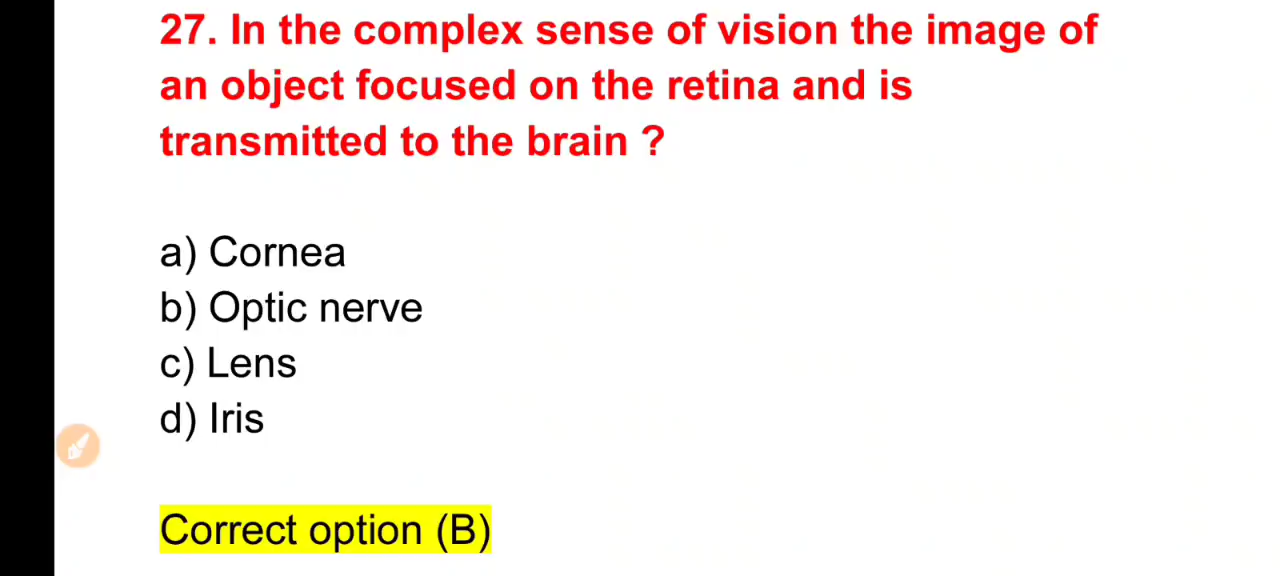 27. In the complex sense of vision the image of
an object focused on the retina and is
transmitted to the brain ?
a) Cornea
b) Optic nerve
c) Lens
d) Iris
Correct option (B)